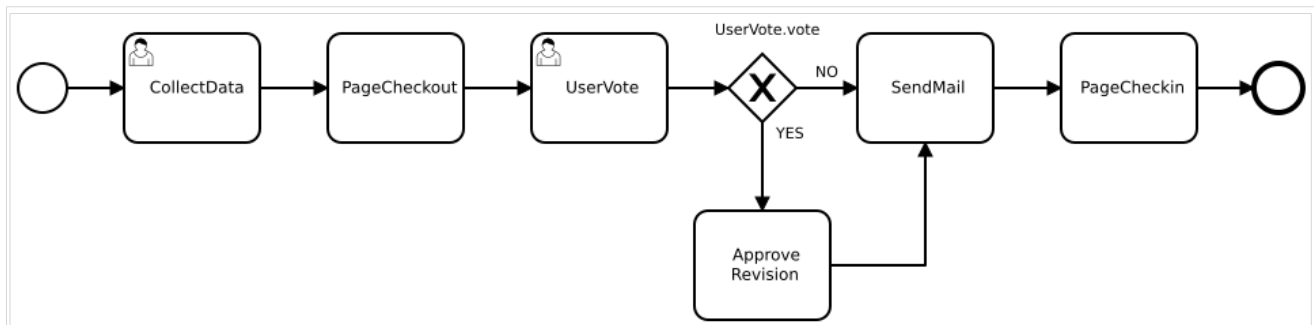 UserVote.vote
CollectData
PageCheckout
UserVote
NO
SendMail
PageCheckin
YES
Approve
Revision